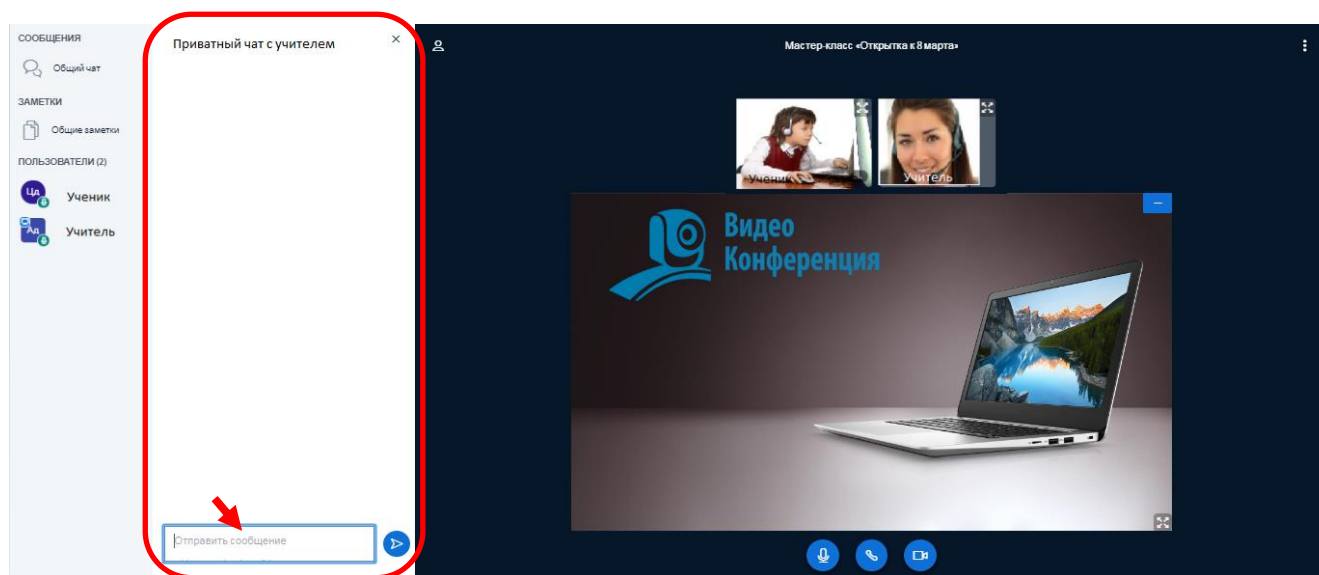 СООБЩЕНИЯ
Общий чат
ЗАМЕТКИ
Общие заметки
ПОЛЬЗОВАТЕЛИ (2)
Цд
Ученик
Ад
Учитель
Приватный чат с учителем
Отправить сообщение
Мастер-класс «Открытка к 8 марта»
Ученик
Учитель
Видео
Конференция